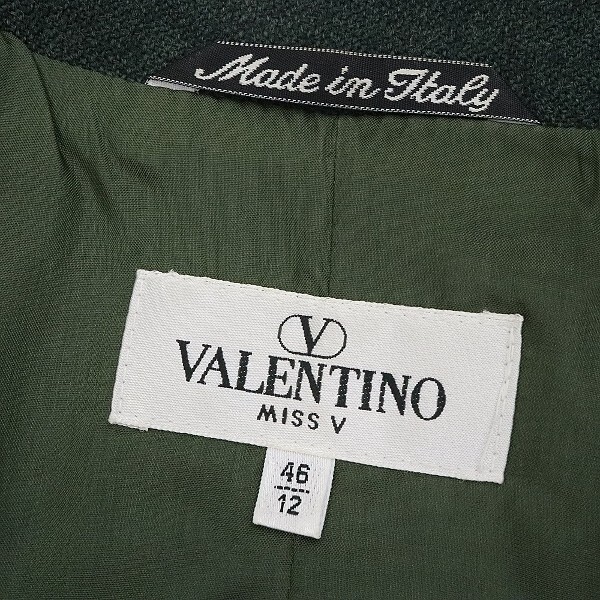 Made in Italy
V
VALENTINO
MISS V
46
12